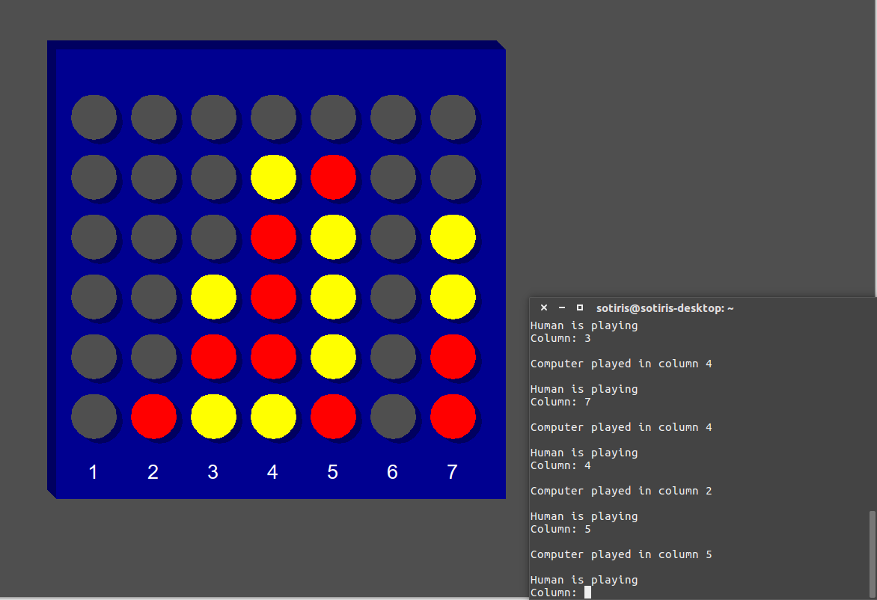 1 2 3 4 5 6 7
sotiris@sotiris-desktop: ~
Human is playing
Column: 3
Computer played in column 4
Human is playing
Column: 7
Computer played in column 4
Human is playing
Column: 4
Computer played in column 2
Human is playing
Column: 5
Computer played in column 5
Human is playing
Column: